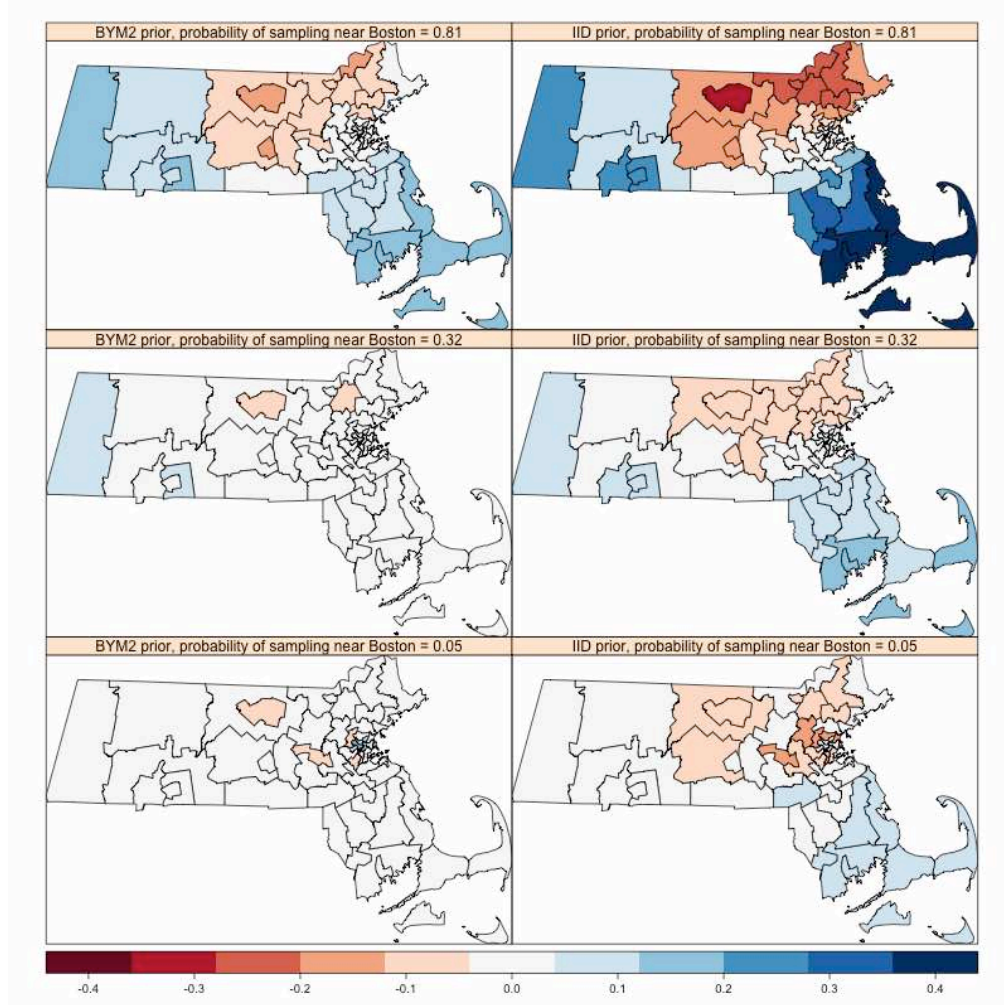 BYM2 prior, probability of sampling near Boston = 0.81
IID prior, probability of sampling near Boston = 0.81
BYM2 prior, probability of sampling near Boston = 0.32
IID prior, probability of sampling near Boston = 0.32
BYM2 prior, probability of sampling near Boston = 0.05
IID prior, probability of sampling near Boston = 0.05
-0.4 -0.3 -0.2 -0.1 0.0 0.1 0.2 0.3 0.4